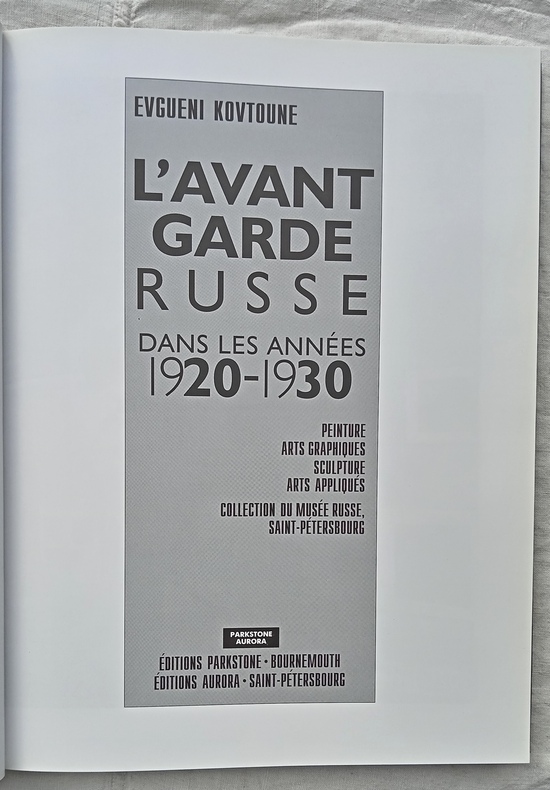 EVGUENI KOVTOUNE
L'AVANT
GARDE
RUSSE
DANS LES ANNÉES
1920-1930
PEINTURE
ARTS GRAPHIQUES
SCULPTURE
ARTS APPLIQUÉS
COLLECTION DU MUSÉE RUSSE,
SAINT-PÉTERSBOURG
PARKSTONE
AURORA
ÉDITIONS PARKSTONE • BOURNEMOUTH
ÉDITIONS AURORA • SAINT-PÉTERSBOURG